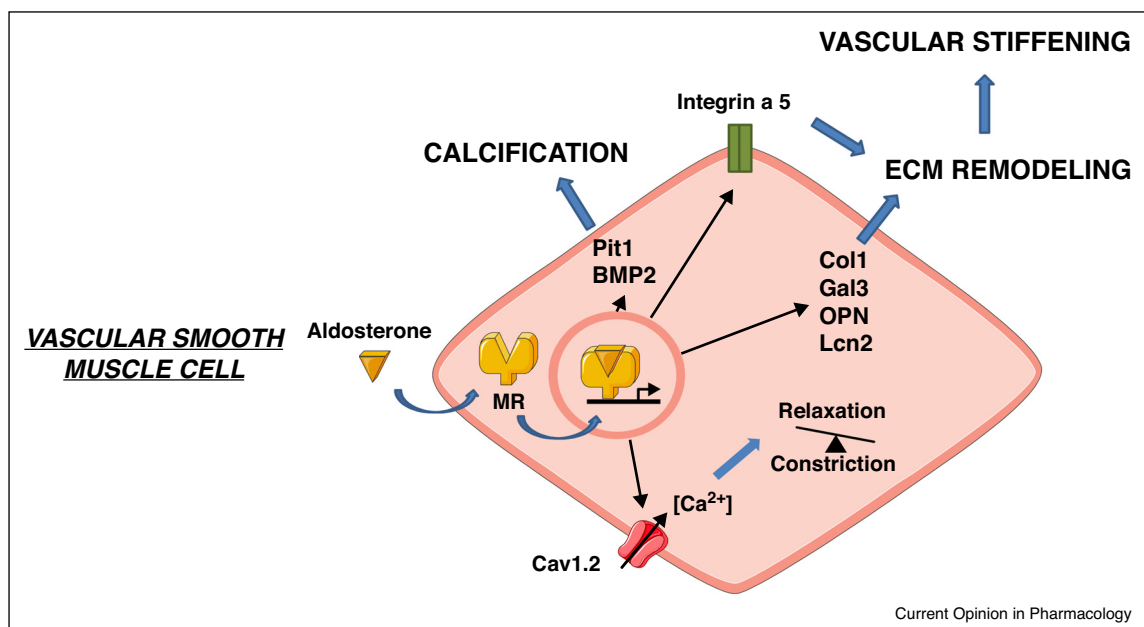 VASCULAR STIFFENING
Integrin a 5
CALCIFICATION
ECM REMODELING
Pit1
BMP2
Col1
Gal3
OPN
Lcn2
VASCULAR SMOOTH
MUSCLE CELL
Aldosterone
MR
Relaxation
Constriction
[Ca²⁺]
Cav1.2
Current Opinion in Pharmacology